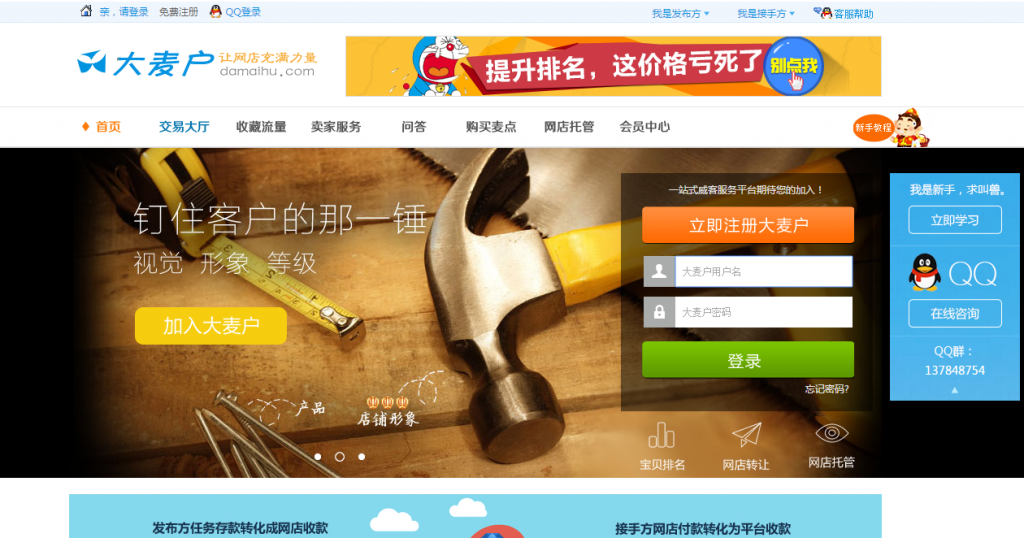 亲，请登录 免费注册 QQ登录
我是发布方 我是接手方 客服帮助
大麦户 让网店充满力量
damaihu.com
提升排名，这价格亏死了 别点我
首页 交易大厅 收藏流量 卖家服务 问答 购买麦点 网店托管 会员中心 新手教程
一站式威客服务平台期待您的加入！
立即注册大麦户
大麦户用户名
大麦户密码
登录
忘记密码?
钉住客户的那一锤
视觉 形象 等级
加入大麦户
产品
店铺形象
宝贝排名 网店转让 网店托管
我是新手，求叫兽。
立即学习
QQ
在线咨询
QQ群：
137848754
发布方任务存款转化成网店收款
接手方网店付款转化为平台收款